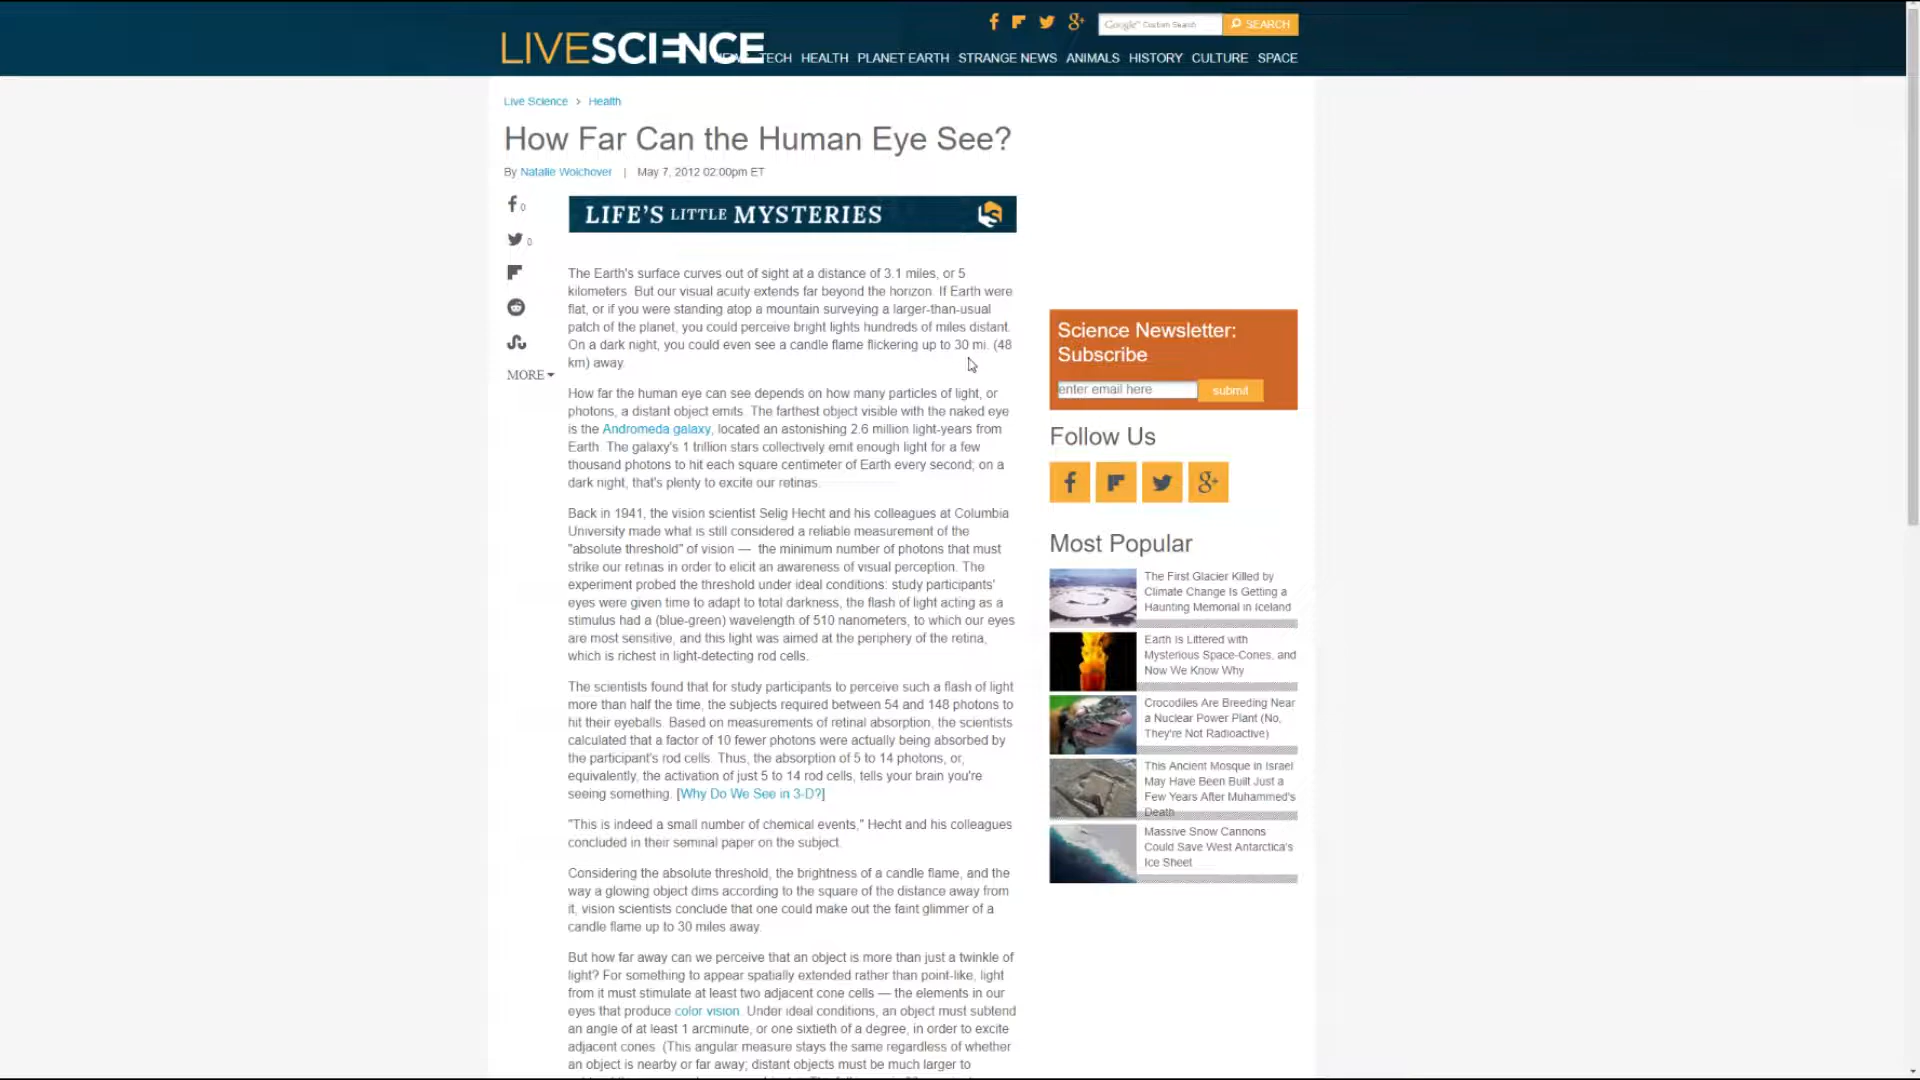 LIVESCIENCE
Google™ Custom Search
SEARCH
TECH HEALTH PLANET EARTH STRANGE NEWS ANIMALS HISTORY CULTURE SPACE
Live Science > Health
How Far Can the Human Eye See?
By Natalie Wolchover | May 7, 2012 02:00pm ET
0
0
MORE
LIFE'S LITTLE MYSTERIES
The Earth's surface curves out of sight at a distance of 3.1 miles, or 5
kilometers. But our visual acuity extends far beyond the horizon. If Earth were
flat, or if you were standing atop a mountain surveying a larger-than-usual
patch of the planet, you could perceive bright lights hundreds of miles distant.
On a dark night, you could even see a candle flame flickering up to 30 mi. (48
km) away.
How far the human eye can see depends on how many particles of light, or
photons, a distant object emits. The farthest object visible with the naked eye
is the Andromeda galaxy, located an astonishing 2.6 million light-years from
Earth. The galaxy's 1 trillion stars collectively emit enough light for a few
thousand photons to hit each square centimeter of Earth every second; on a
dark night, that's plenty to excite our retinas.
Back in 1941, the vision scientist Selig Hecht and his colleagues at Columbia
University made what is still considered a reliable measurement of the
"absolute threshold" of vision — the minimum number of photons that must
strike our retinas in order to elicit an awareness of visual perception. The
experiment probed the threshold under ideal conditions: study participants'
eyes were given time to adapt to total darkness, the flash of light acting as a
stimulus had a (blue-green) wavelength of 510 nanometers, to which our eyes
are most sensitive, and this light was aimed at the periphery of the retina,
which is richest in light-detecting rod cells.
The scientists found that for study participants to perceive such a flash of light
more than half the time, the subjects required between 54 and 148 photons to
hit their eyeballs. Based on measurements of retinal absorption, the scientists
calculated that a factor of 10 fewer photons were actually being absorbed by
the participant's rod cells. Thus, the absorption of 5 to 14 photons, or,
equivalently, the activation of just 5 to 14 rod cells, tells your brain you're
seeing something. [Why Do We See in 3-D?]
"This is indeed a small number of chemical events," Hecht and his colleagues
concluded in their seminal paper on the subject.
Considering the absolute threshold, the brightness of a candle flame, and the
way a glowing object dims according to the square of the distance away from
it, vision scientists conclude that one could make out the faint glimmer of a
candle flame up to 30 miles away.
But how far away can we perceive that an object is more than just a twinkle of
light? For something to appear spatially extended rather than point-like, light
from it must stimulate at least two adjacent cone cells — the elements in our
eyes that produce color vision. Under ideal conditions, an object must subtend
an angle of at least 1 arcminute, or one sixtieth of a degree, in order to excite
adjacent cones. (This angular measure stays the same regardless of whether
an object is nearby or far away; distant objects must be much larger to
Science Newsletter:
Subscribe
enter email here
submit
Follow Us
Most Popular
The First Glacier Killed by
Climate Change Is Getting a
Haunting Memorial in Iceland
Earth Is Littered with
Mysterious Space-Cones, and
Now We Know Why
Crocodiles Are Breeding Near
a Nuclear Power Plant (No,
They're Not Radioactive)
This Ancient Mosque in Israel
May Have Been Built Just a
Few Years After Muhammed's
Death
Massive Snow Cannons
Could Save West Antarctica's
Ice Sheet